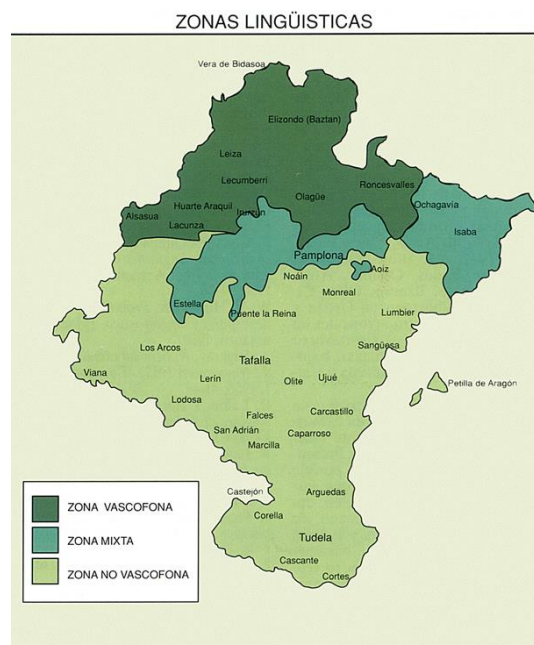 ZONAS LINGÜISTICAS
Vera de Bidasoa
Elizondo (Baztan)
Leiza
Lecumberri
Roncesvalles
Olagüe
Ochagavía
Huarte Araquil
Irurzún
Alsasua
Lacunza
Isaba
Pamplona
Aoiz
Noáin
Monreal
Estella
Puente la Reina
Lumbier
Sangüesa
Los Arcos
Tafalla
Viana
Lerín
Olite
Ujué
Petilla de Aragón
Lodosa
Falces
Carcastillo
San Adrián
Caparroso
Marcilla
Castejón
Arguedas
Corella
Tudela
Cascante
Cortes
ZONA VASCOFONA
ZONA MIXTA
ZONA NO VASCOFONA